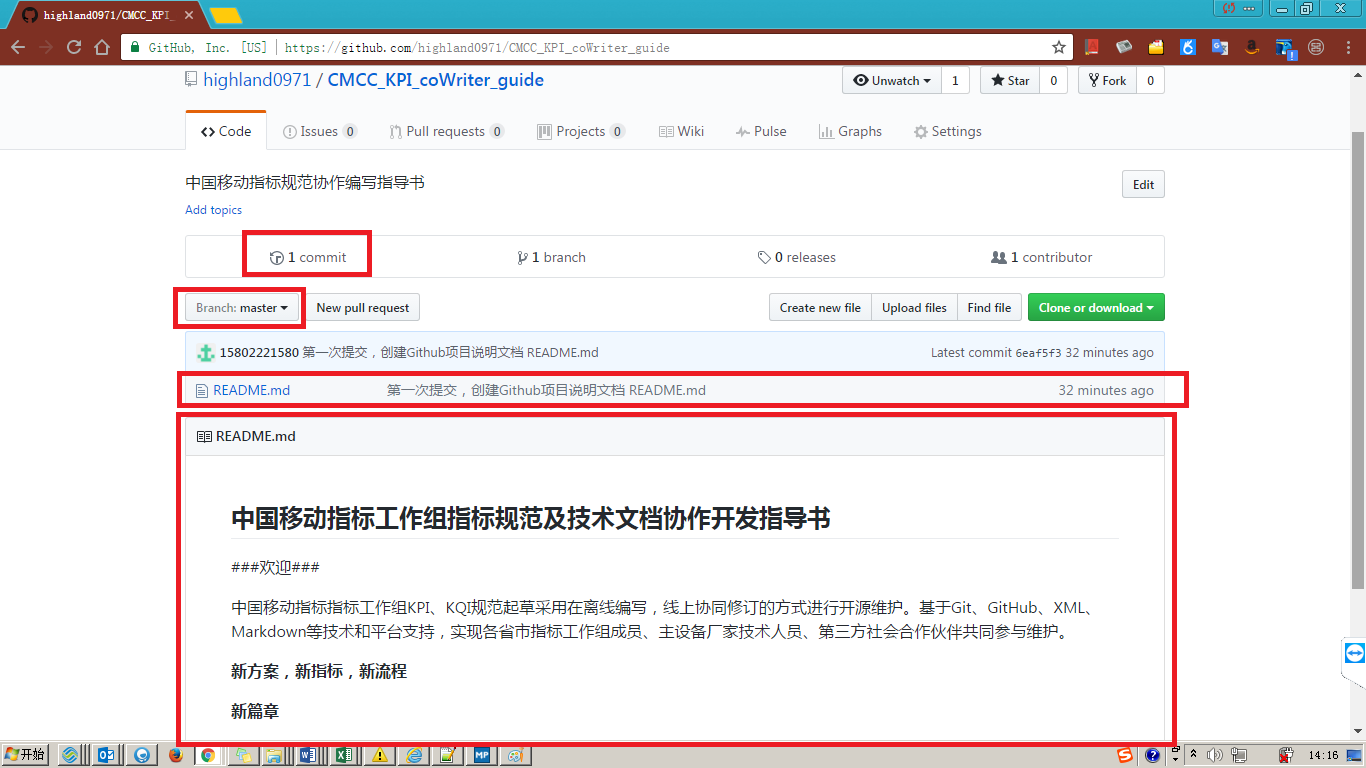 highland0971/CMCC_KPI_
GitHub, Inc. [US] https://github.com/highland0971/CMCC_KPI_coWriter_guide
highland0971 / CMCC_KPI_coWriter_guide
Unwatch 1 Star 0 Fork 0
Code Issues 0 Pull requests 0 Projects 0 Wiki Pulse Graphs Settings
中国移动指标规范协作编写指导书
Edit
Add topics
1 commit 1 branch 0 releases 1 contributor
Branch: master New pull request Create new file Upload files Find file Clone or download
15802221580 第一次提交，创建Github项目说明文档 README.md Latest commit 6eaf5f3 32 minutes ago
README.md 第一次提交，创建Github项目说明文档 README.md 32 minutes ago
README.md
中国移动指标工作组指标规范及技术文档协作开发指导书
###欢迎###
中国移动指标指标工作组KPI、KQI规范起草采用在离线编写，线上协同修订的方式进行开源维护。基于Git、GitHub、XML、
Markdown等技术和平台支持，实现各省市指标工作组成员、主设备厂家技术人员、第三方社会合作伙伴共同参与维护。
新方案，新指标，新流程
新篇章
开始 MP 14:16